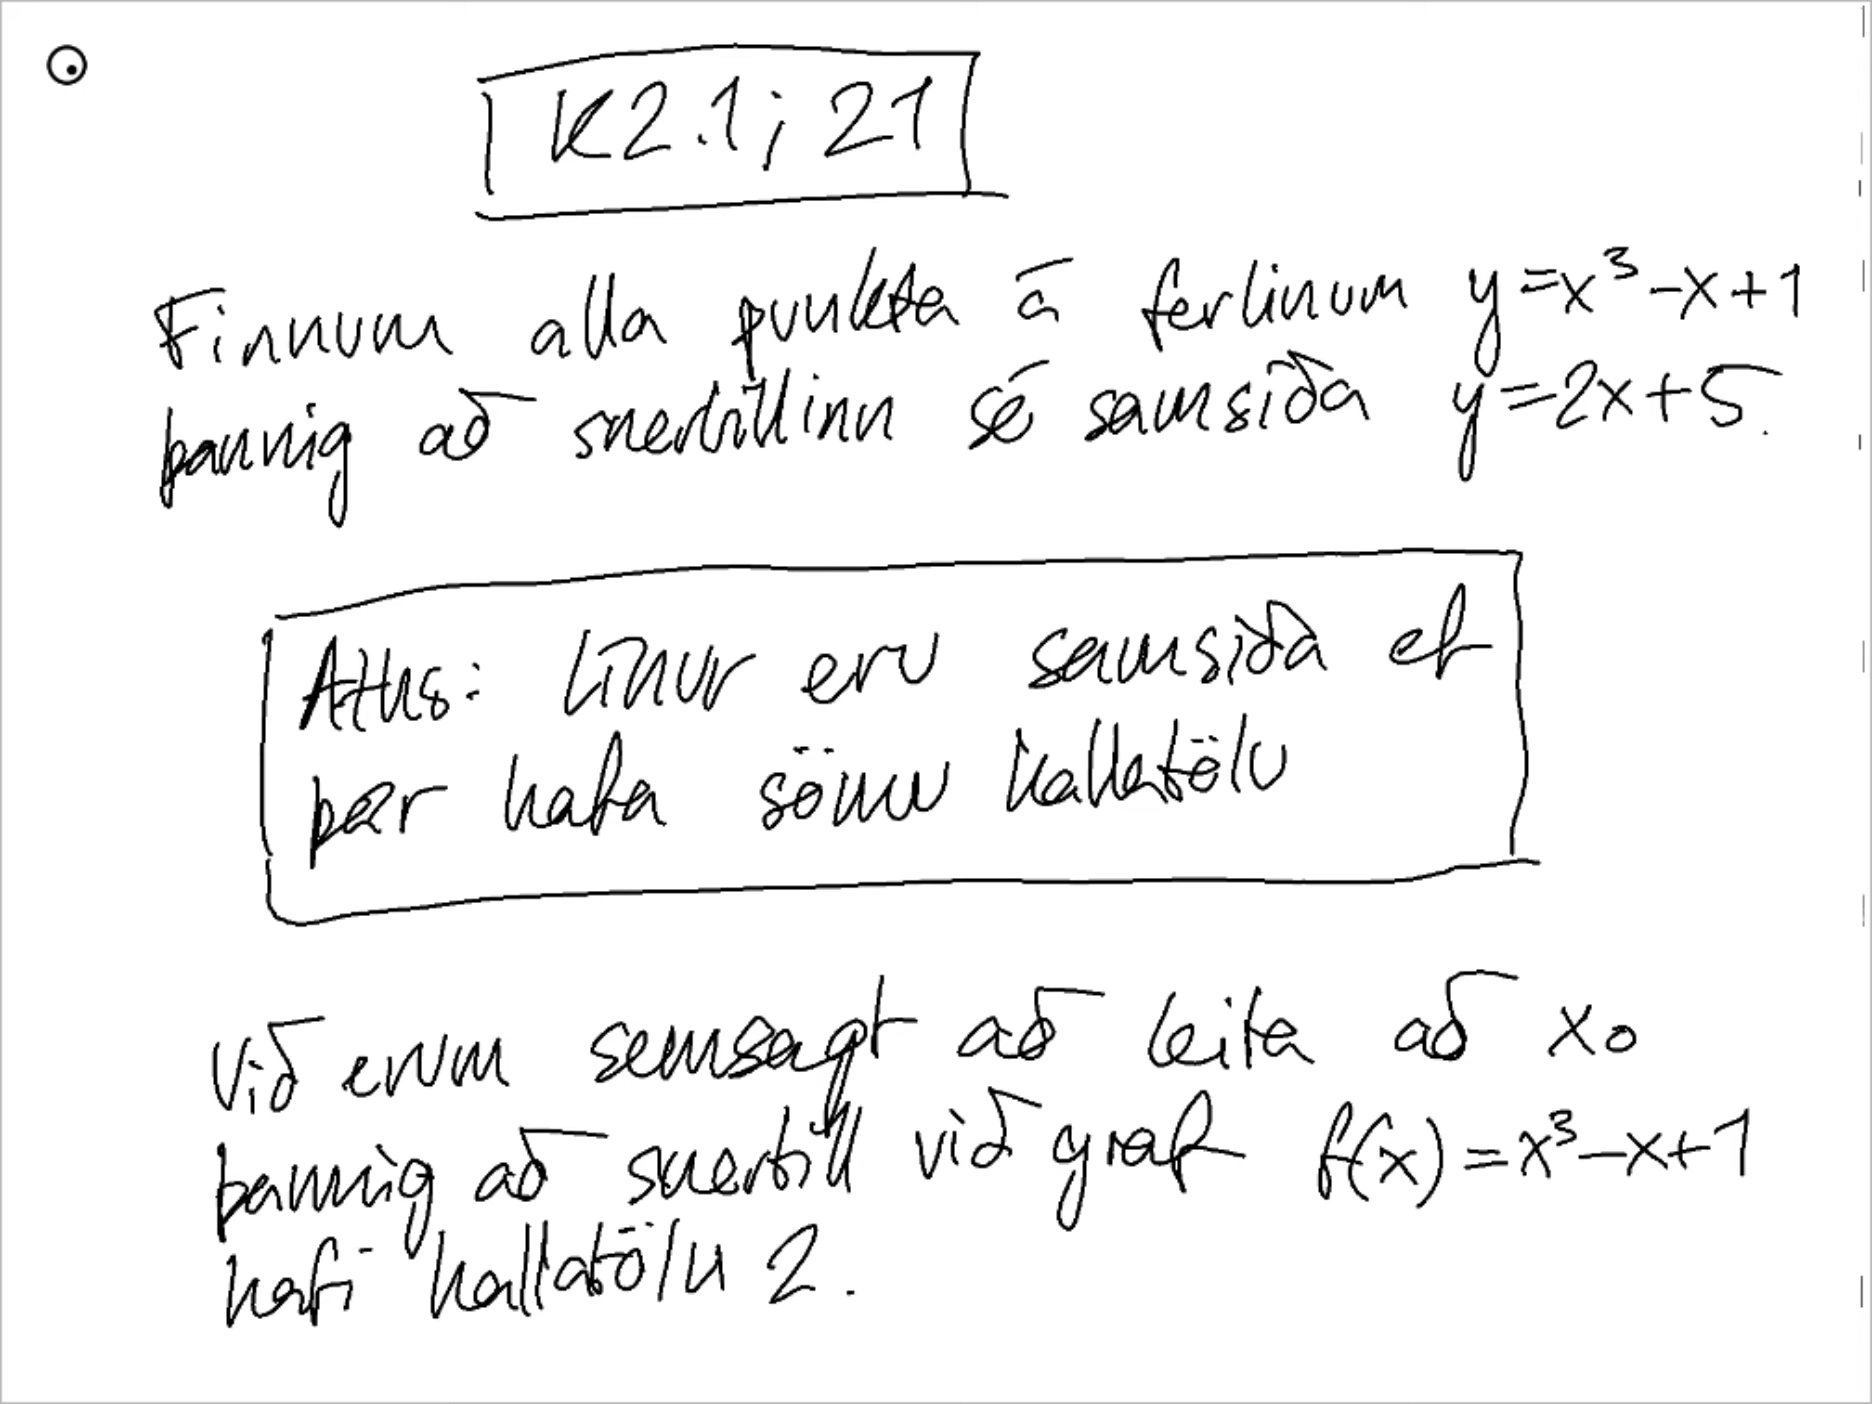 K2.1; 21
Finnum alla punkta á ferlinum y=x³-x+1
þannig að snertillinn sé samsíða y=2x+5.
Aths: Línur eru samsíða ef
þær hafa sömu hallatölu
Við erum semsagt að leita að x₀
þannig að snertill við graf f(x)=x³-x+1
hafi hallatölu 2.